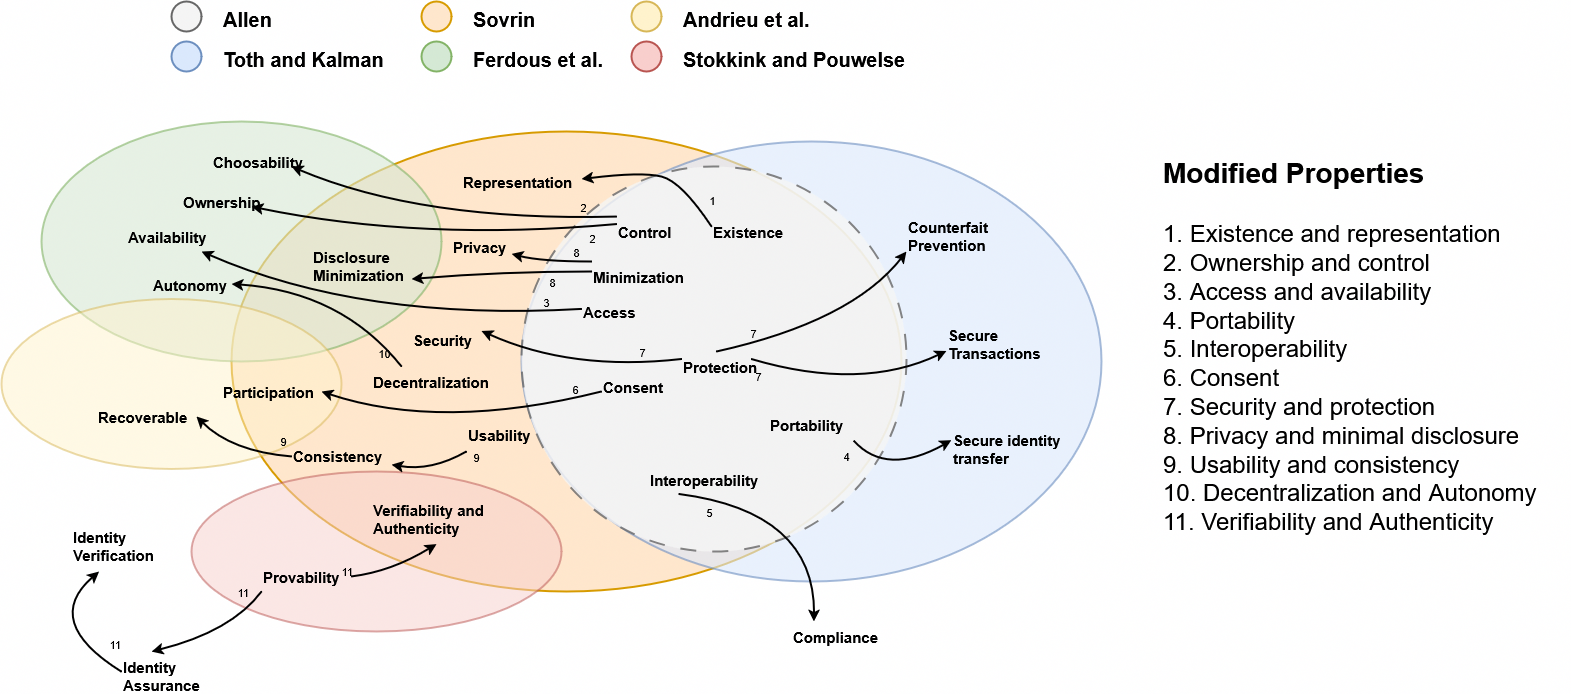 Allen
Sovrin
Andrieu et al.
Toth and Kalman
Ferdous et al.
Stokkink and Pouwelse
Choosability
Ownership
Availability
Autonomy
Disclosure
Minimization
Representation
Privacy
Control
Existence
Minimization
Access
Security
Decentralization
Protection
Consent
Participation
Recoverable
Consistency
Usability
Portability
Interoperability
Counterfait
Prevention
Secure
Transactions
Secure identity
transfer
Verifiability and
Authenticity
Provability
Identity
Verification
Identity
Assurance
Compliance
1
2
2
8
8
3
7
7
7
10
6
9
9
4
5
11
11
11
Modified Properties
1. Existence and representation
2. Ownership and control
3. Access and availability
4. Portability
5. Interoperability
6. Consent
7. Security and protection
8. Privacy and minimal disclosure
9. Usability and consistency
10. Decentralization and Autonomy
11. Verifiability and Authenticity